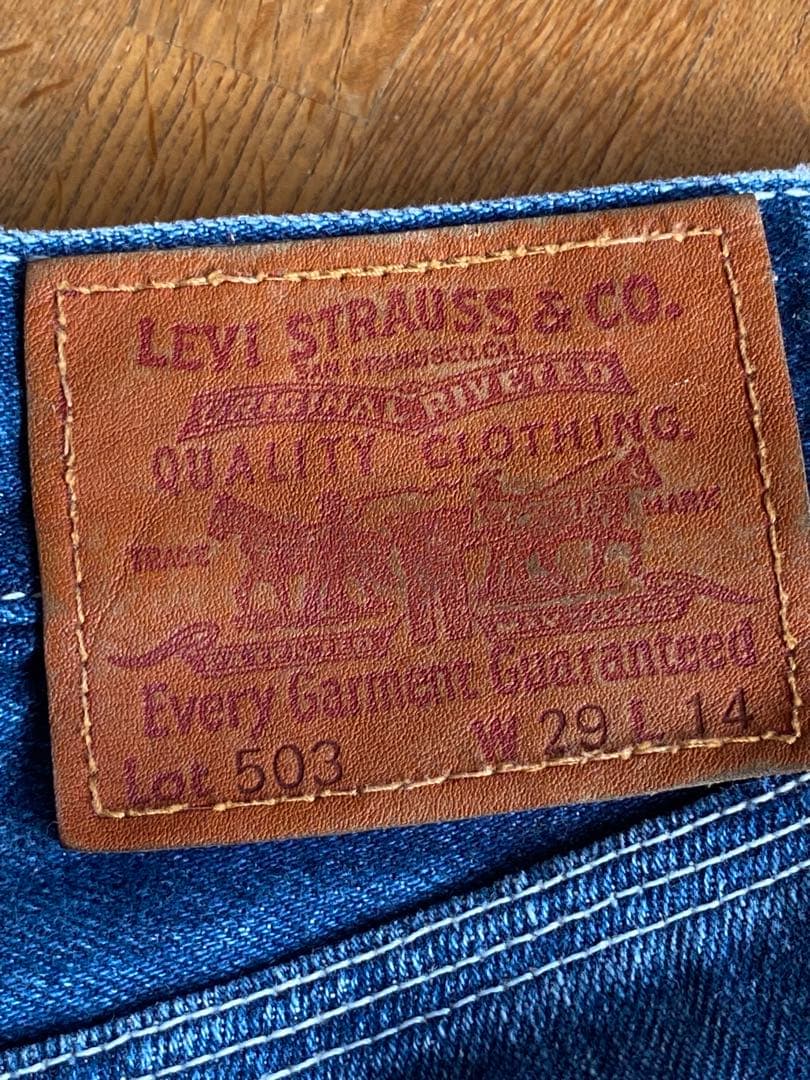 LEVI STRAUSS & CO.
SAN FRANCISCO, CAL.
ORIGINAL RIVETED
QUALITY CLOTHING.
TRADE MARK
Every Garment Guaranteed
Lot 503 W 29 L 14